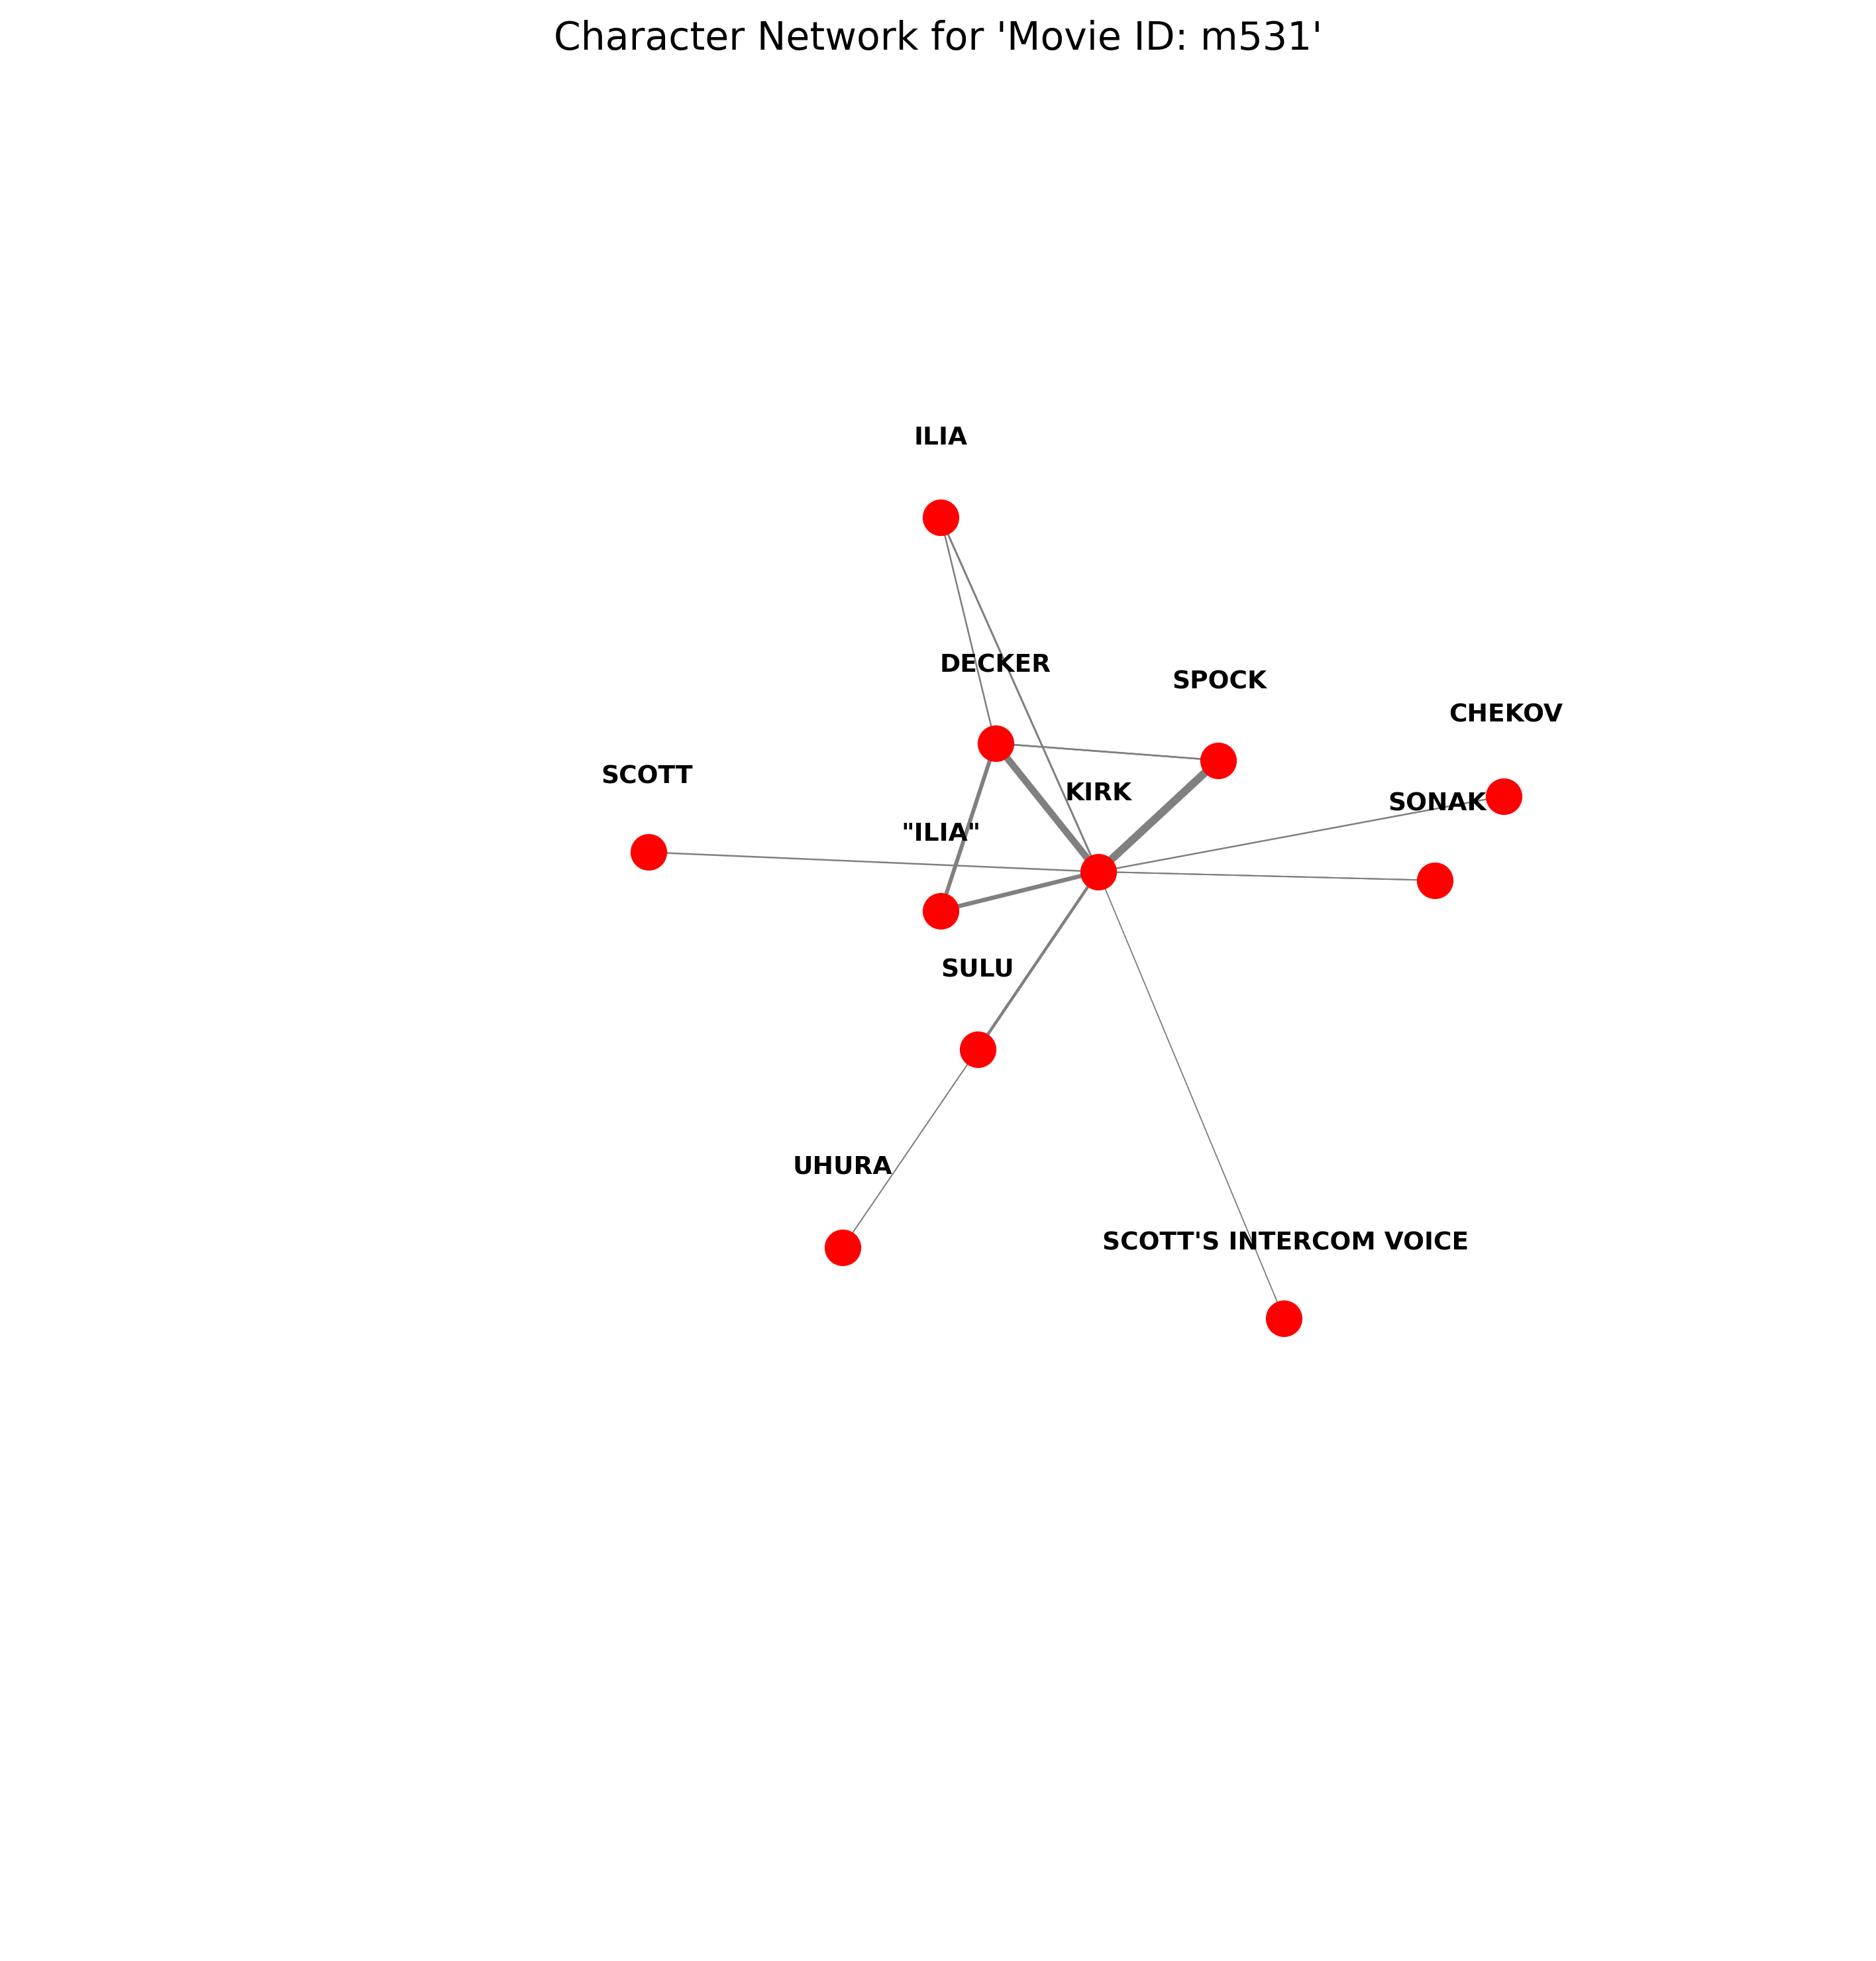 Character Network for 'Movie ID: m531'
ILIA
DECKER
SPOCK
CHEKOV
SCOTT
KIRK
SONAK
"ILIA"
SULU
UHURA
SCOTT'S INTERCOM VOICE